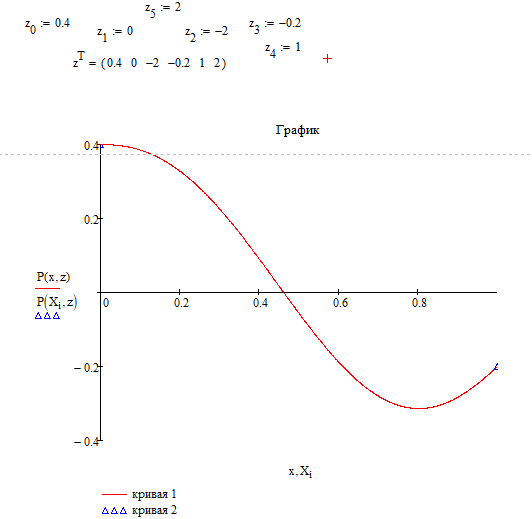 z5 := 2
z0 := 0.4 z1 := 0 z2 := −2 z3 := −0.2
z4 := 1
z^T = (0.4 0 −2 −0.2 1 2)
График
0.4
0.2
P(x,z)
P(Xi,z)
0 0.2 0.4 0.6 0.8
−0.2
−0.4
x,Xi
кривая 1
кривая 2